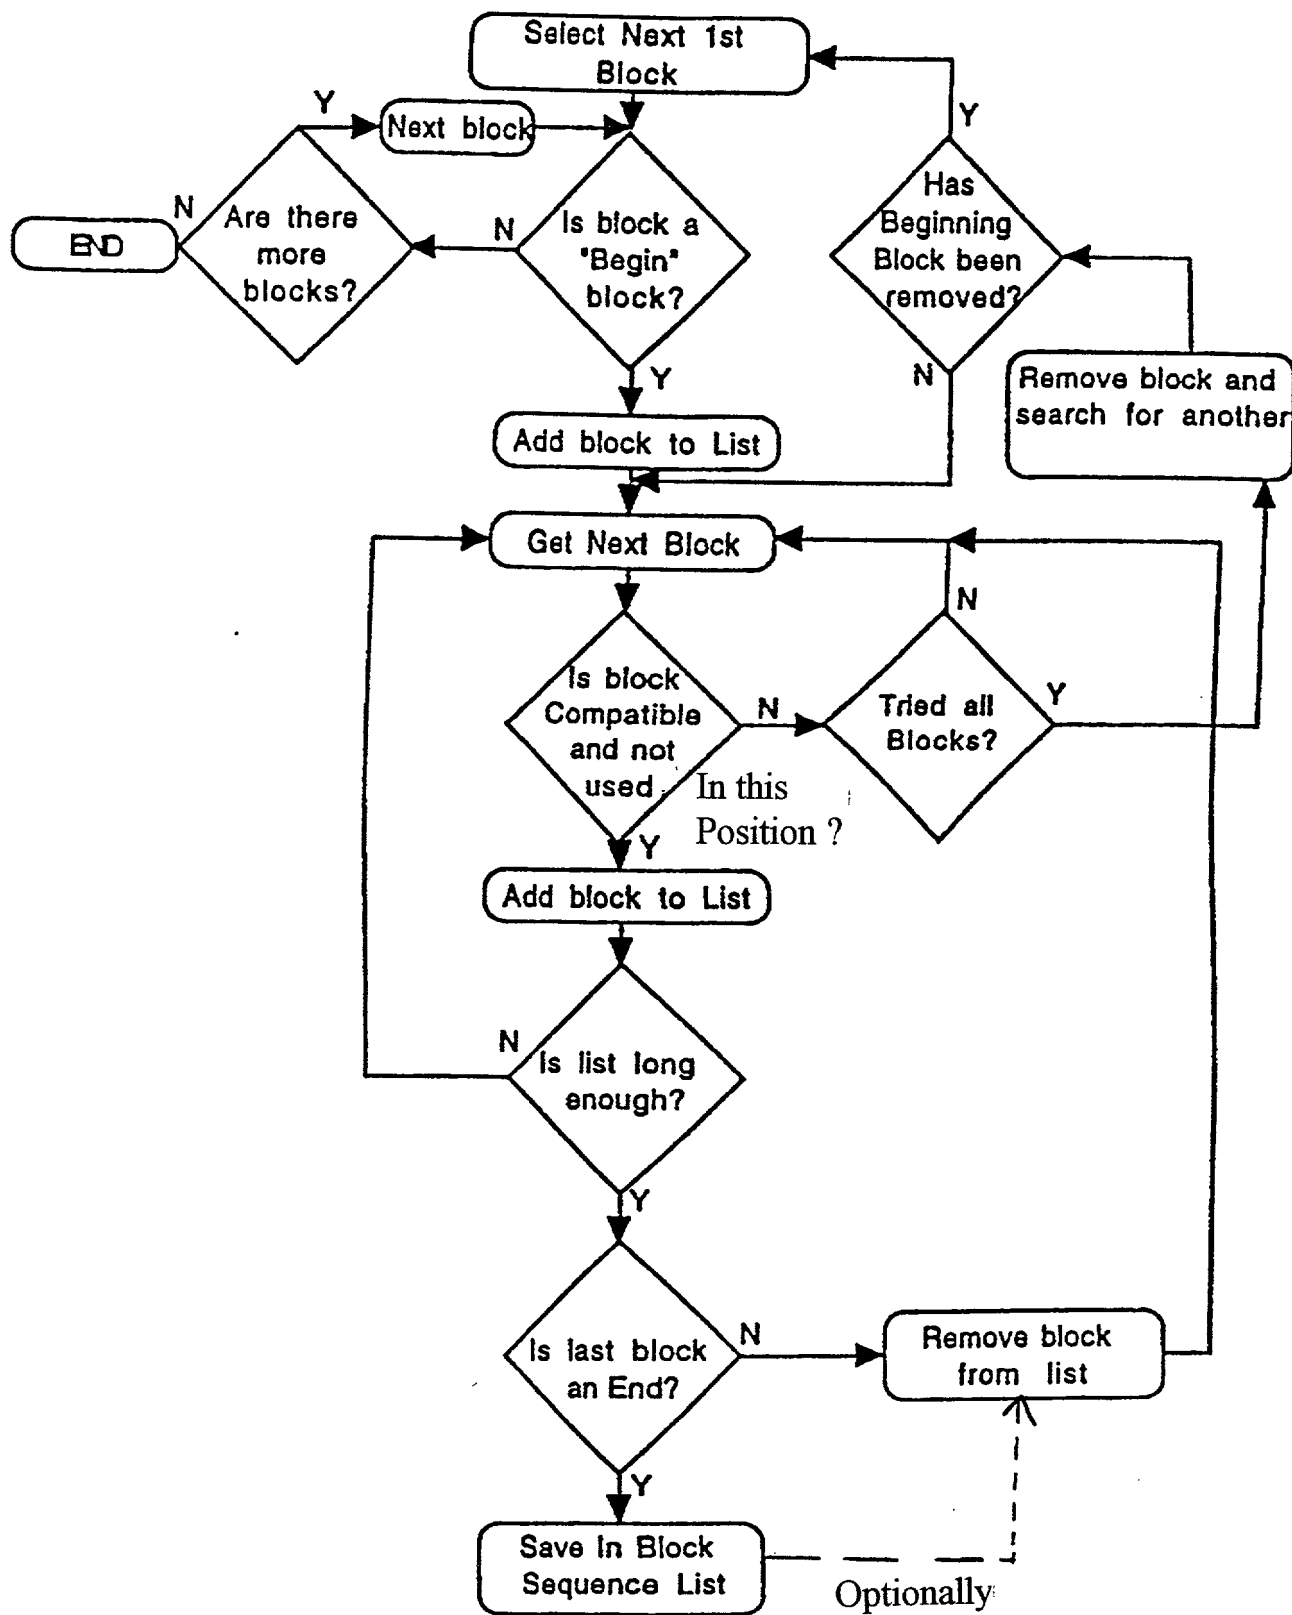 Select Next 1st
Block
Y
Next block
Y
N
Are there
more
blocks?
END
N
Is block a
"Begin"
block?
Has
Beginning
Block been
removed?
Y
N
Remove block and
search for another
Add block to List
Get Next Block
N
Is block
Compatible
and not
used
In this
Position ?
N
Tried all
Blocks?
Y
Y
Add block to List
N
Is list long
enough?
Y
Is last block
an End?
N
Remove block
from list
Y
Save In Block
Sequence List
Optionally